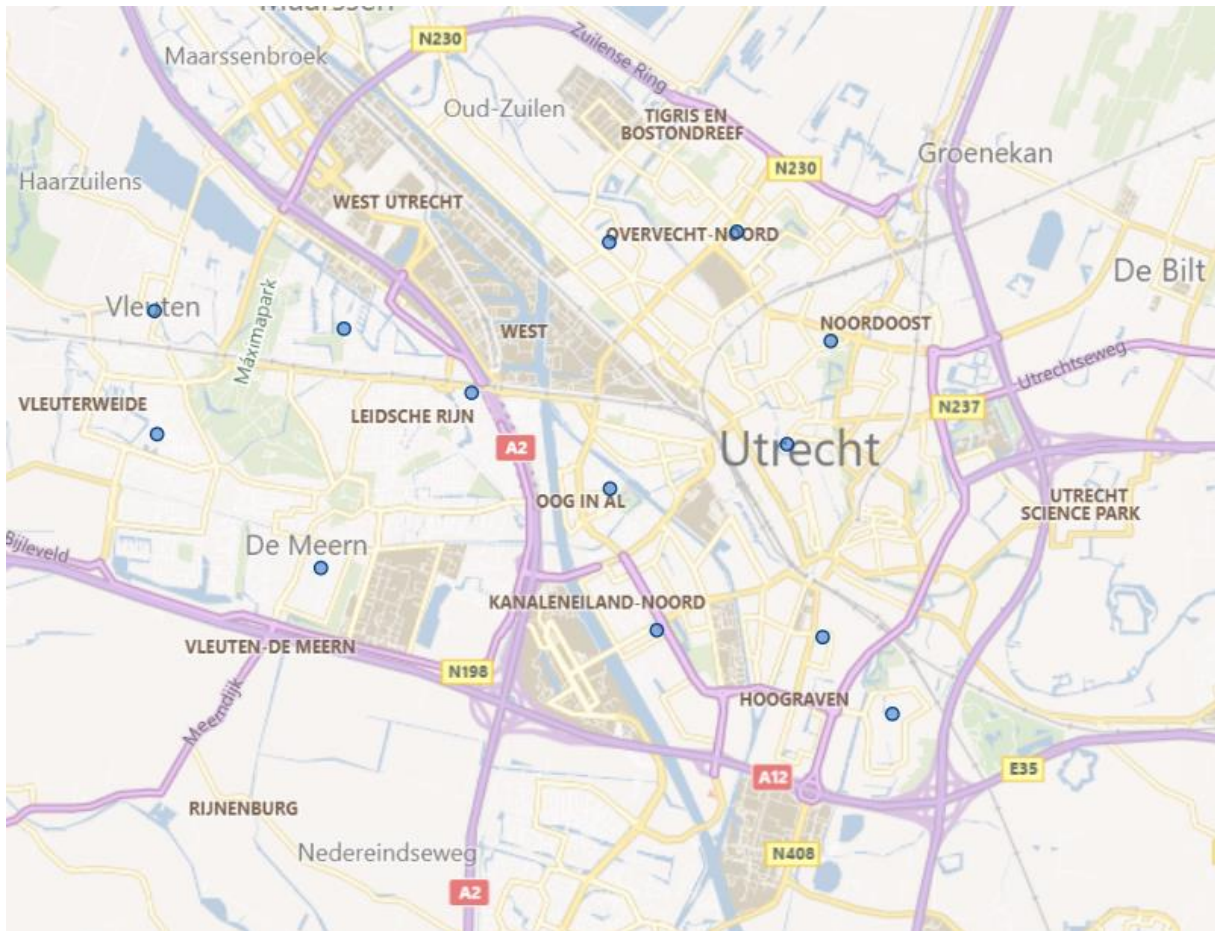 Maarssen
N230
Zuilense Ring
Maarssenbroek
Oud-Zuilen
TIGRIS EN
BOSTONDREEF
Groenekan
N230
Haarzuilens
WEST UTRECHT
OVERVECHT-NOORD
De Bilt
Vleuten
Máximapark
WEST
NOORDOOST
Utrechtseweg
VLEUTERWEIDE
LEIDSCHE RIJN
N237
A2
Utrecht
OOG IN AL
UTRECHT
SCIENCE PARK
Bijleveld
De Meern
KANALENEILAND-NOORD
VLEUTEN-DE MEERN
N198
Meerndijk
HOOGRAVEN
A12
E35
RIJNENBURG
Nedereindseweg
N408
A2